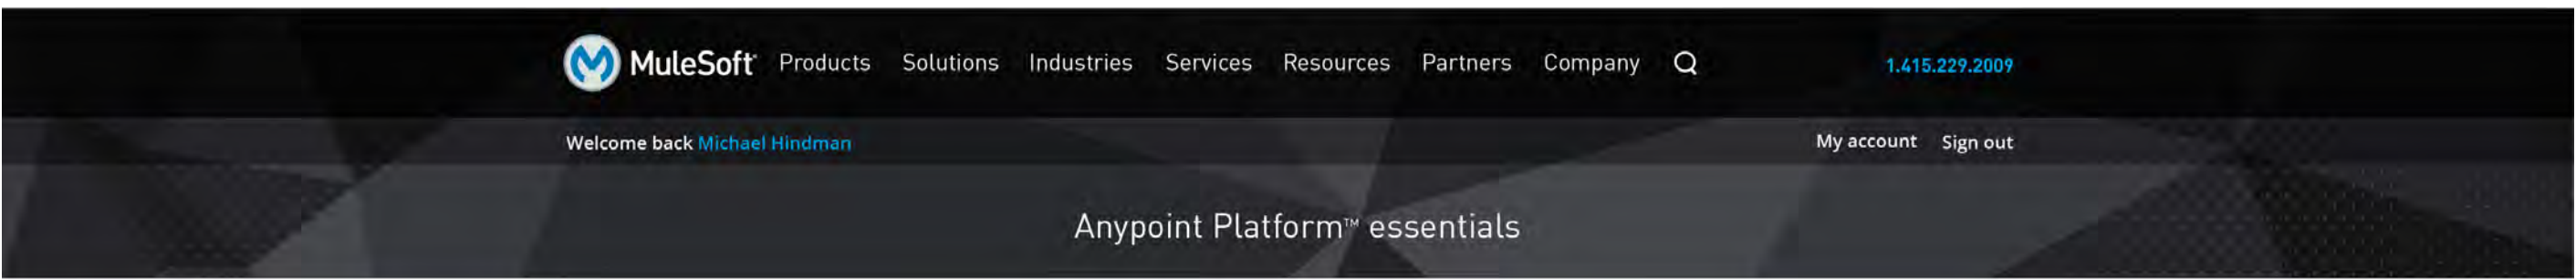 MuleSoft® Products Solutions Industries Services Resources Partners Company 1.415.229.2009
Welcome back Michael Hindman My account Sign out
Anypoint Platform™ essentials